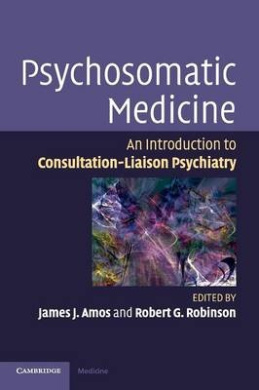 Psychosomatic
Medicine
An Introduction to
Consultation-Liaison Psychiatry
EDITED BY
James J. Amos and Robert G. Robinson
CAMBRIDGE Medicine